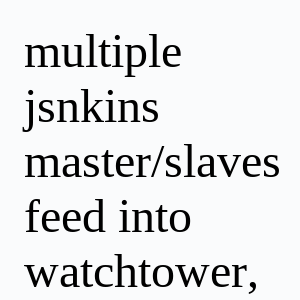 multiple
jsnkins
master/slaves
feed into
watchtower,